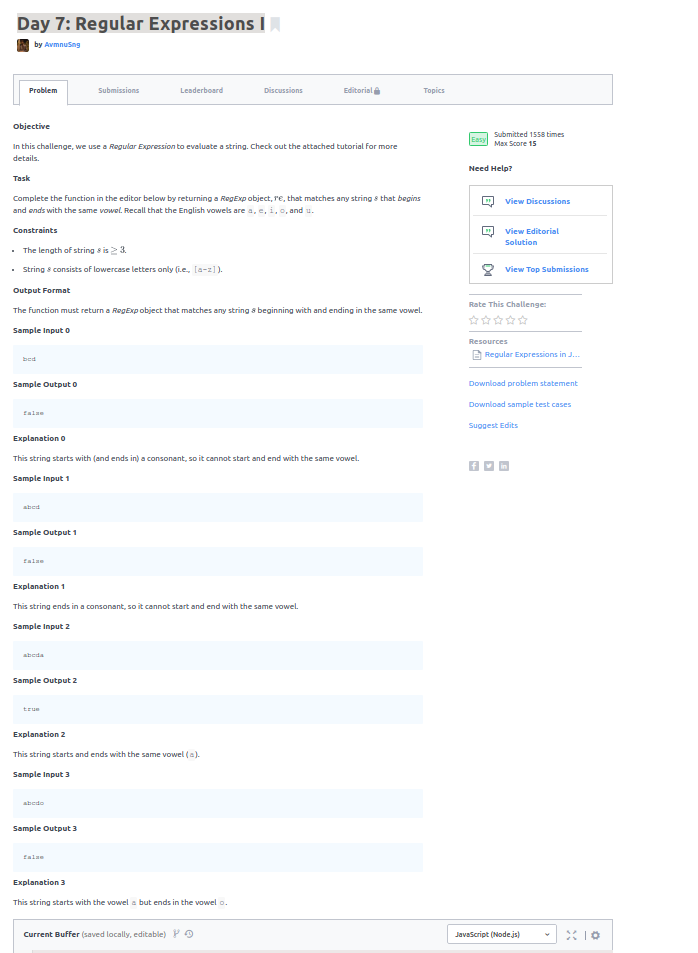 Day 7: Regular Expressions I
by AvmnuSng
Problem
Submissions
Leaderboard
Discussions
Editorial
Topics
Objective
In this challenge, we use a Regular Expression to evaluate a string. Check out the attached tutorial for more
details.
Task
Complete the function in the editor below by returning a RegExp object, re, that matches any string s that begins
and ends with the same vowel. Recall that the English vowels are a, e, i, o, and u.
Constraints
• The length of string s is ≥ 3.
• String s consists of lowercase letters only (i.e., [a-z]).
Output Format
The function must return a RegExp object that matches any string s beginning with and ending in the same vowel.
Sample Input 0
bcd
Sample Output 0
false
Explanation 0
This string starts with (and ends in) a consonant, so it cannot start and end with the same vowel.
Sample Input 1
abcd
Sample Output 1
false
Explanation 1
This string ends in a consonant, so it cannot start and end with the same vowel.
Sample Input 2
abcda
Sample Output 2
true
Explanation 2
This string starts and ends with the same vowel (a).
Sample Input 3
abcdo
Sample Output 3
false
Explanation 3
This string starts with the vowel a but ends in the vowel o.
Easy
Submitted 1558 times
Max Score 15
Need Help?
View Discussions
View Editorial
Solution
View Top Submissions
Rate This Challenge:
Resources
Regular Expressions in J...
Download problem statement
Download sample test cases
Suggest Edits
Current Buffer (saved locally, editable)
JavaScript (Node.js)